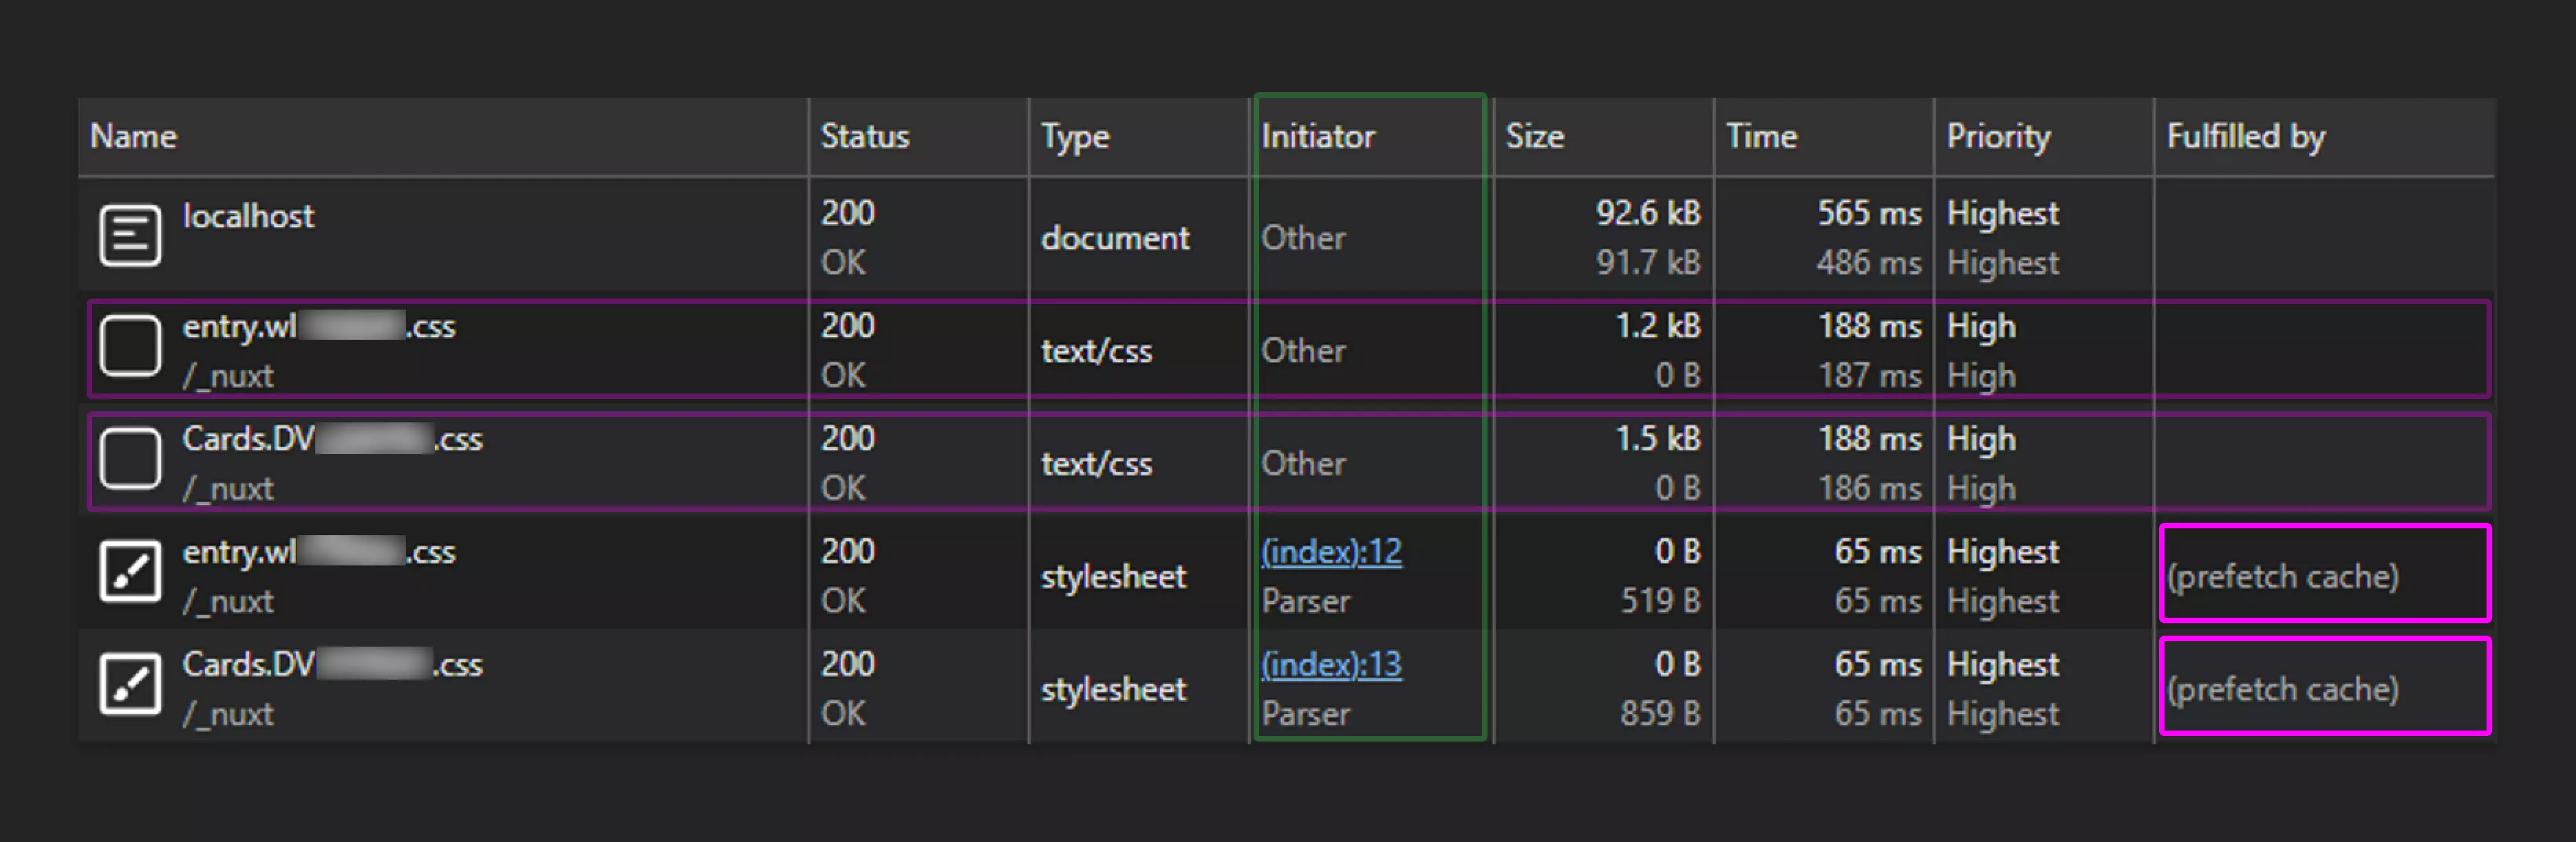 Name Status Type Initiator Size Time Priority Fulfilled by
localhost 200 document Other 92.6 kB 565 ms Highest
OK 91.7 kB 486 ms Highest
entry.wl .css 200 text/css Other 1.2 kB 188 ms High
/_nuxt OK 0 B 187 ms High
Cards.DV .css 200 text/css Other 1.5 kB 188 ms High
/_nuxt OK 0 B 186 ms High
entry.wl .css 200 stylesheet (index):12 0 B 65 ms Highest (prefetch cache)
/_nuxt OK Parser 519 B 65 ms Highest
Cards.DV .css 200 stylesheet (index):13 0 B 65 ms Highest (prefetch cache)
/_nuxt OK Parser 859 B 65 ms Highest